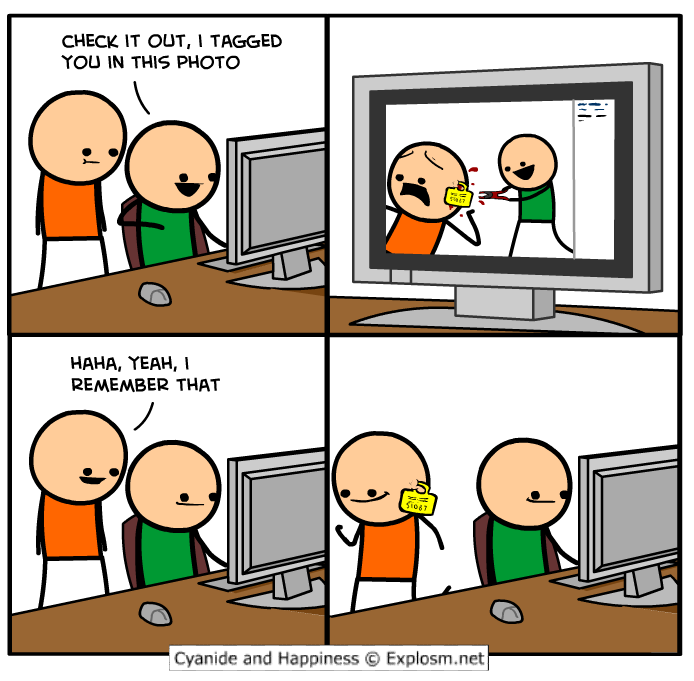 CHECK IT OUT, I TAGGED
YOU IN THIS PHOTO
HAHA, YEAH, I
REMEMBER THAT
Cyanide and Happiness © Explosm.net